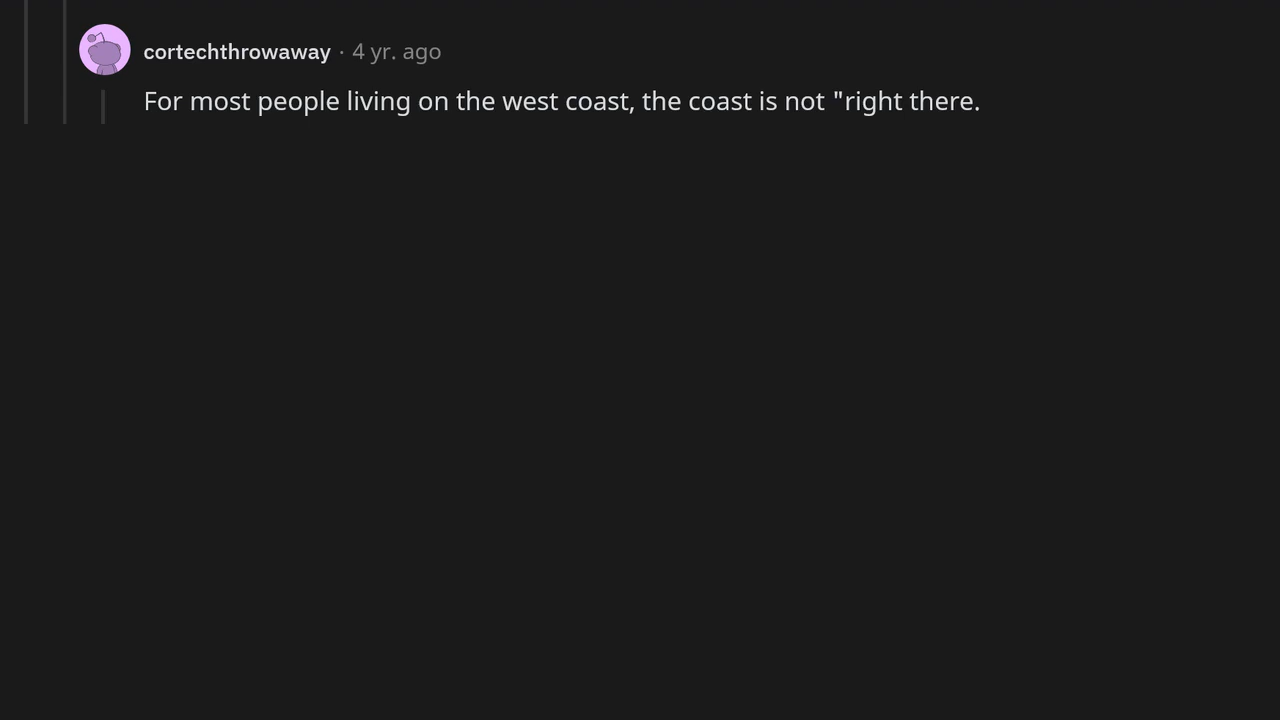 cortechthrowaway · 4 yr. ago
For most people living on the west coast, the coast is not "right there.